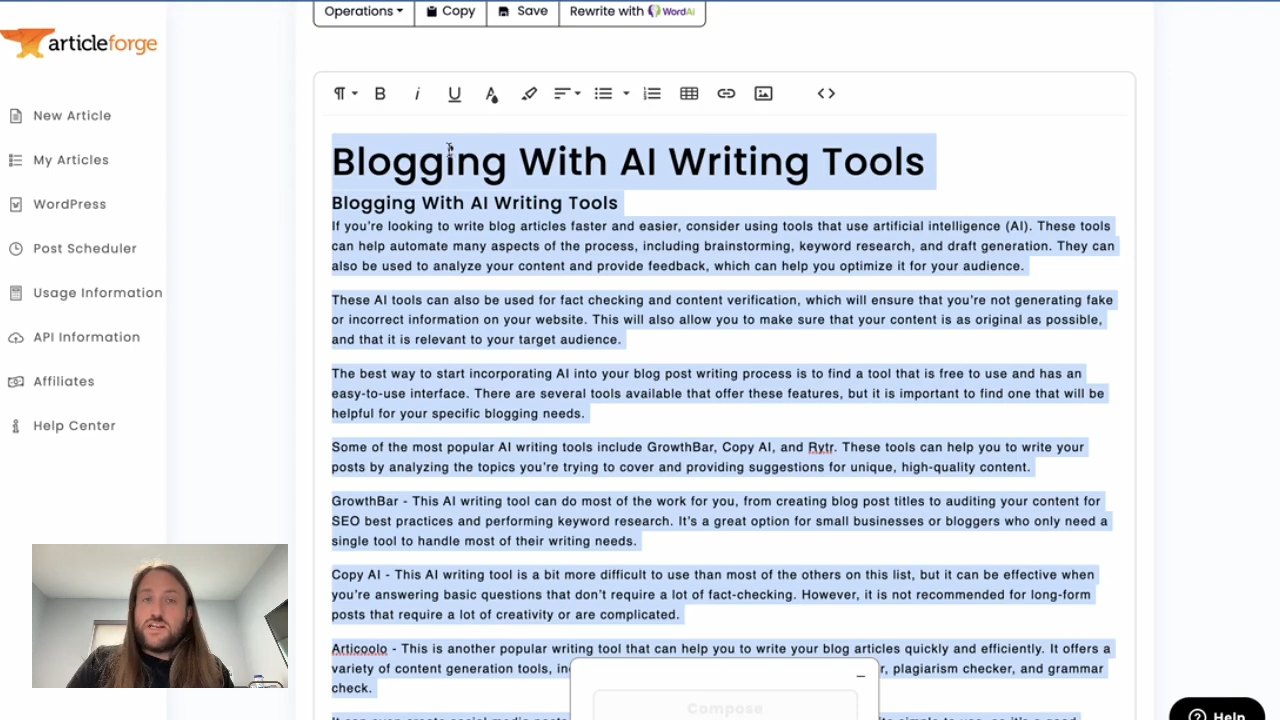 Operations
Copy
Save
Rewrite with WordAi
articleforge
New Article
My Articles
WordPress
Post Scheduler
Usage Information
API Information
Affiliates
Help Center
Blogging With AI Writing Tools
Blogging With AI Writing Tools
If you're looking to write blog articles faster and easier, consider using tools that use artificial intelligence (AI). These tools
can help automate many aspects of the process, including brainstorming, keyword research, and draft generation. They can
also be used to analyze your content and provide feedback, which can help you optimize it for your audience.
These AI tools can also be used for fact checking and content verification, which will ensure that you're not generating fake
or incorrect information on your website. This will also allow you to make sure that your content is as original as possible,
and that it is relevant to your target audience.
The best way to start incorporating AI into your blog post writing process is to find a tool that is free to use and has an
easy-to-use interface. There are several tools available that offer these features, but it is important to find one that will be
helpful for your specific blogging needs.
Some of the most popular AI writing tools include GrowthBar, Copy AI, and Rytr. These tools can help you to write your
posts by analyzing the topics you're trying to cover and providing suggestions for unique, high-quality content.
GrowthBar - This AI writing tool can do most of the work for you, from creating blog post titles to auditing your content for
SEO best practices and performing keyword research. It's a great option for small businesses or bloggers who only need a
single tool to handle most of their writing needs.
Copy AI - This AI writing tool is a bit more difficult to use than most of the others on this list, but it can be effective when
you're answering basic questions that don't require a lot of fact-checking. However, it is not recommended for long-form
posts that require a lot of creativity or are complicated.
Articoolo - This is another popular writing tool that can help you to write your blog articles quickly and efficiently. It offers a
variety of content generation tools, plagiarism checker, and grammar
check.
Compose
Help